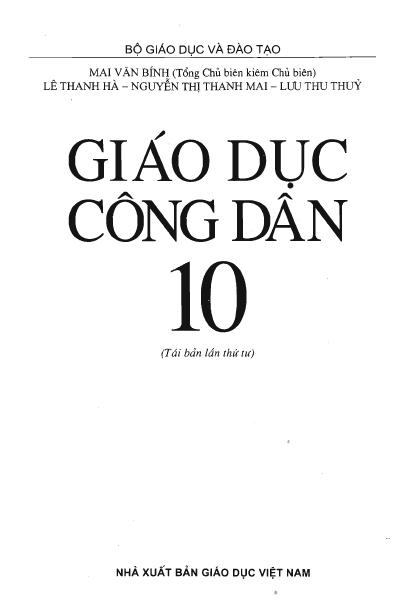 BỘ GIÁO DỤC VÀ ĐÀO TẠO
MAI VĂN BÍNH (Tổng Chủ biên kiêm Chủ biên)
LÊ THANH HÀ – NGUYỄN THỊ THANH MAI – LƯU THU THUỶ
GIÁO DỤC
CÔNG DÂN
10
(Tái bản lần thứ tư)
NHÀ XUẤT BẢN GIÁO DỤC VIỆT NAM